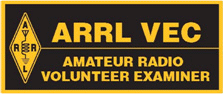 ARRL VEC
A
R R
L
AMATEUR RADIO
VOLUNTEER EXAMINER